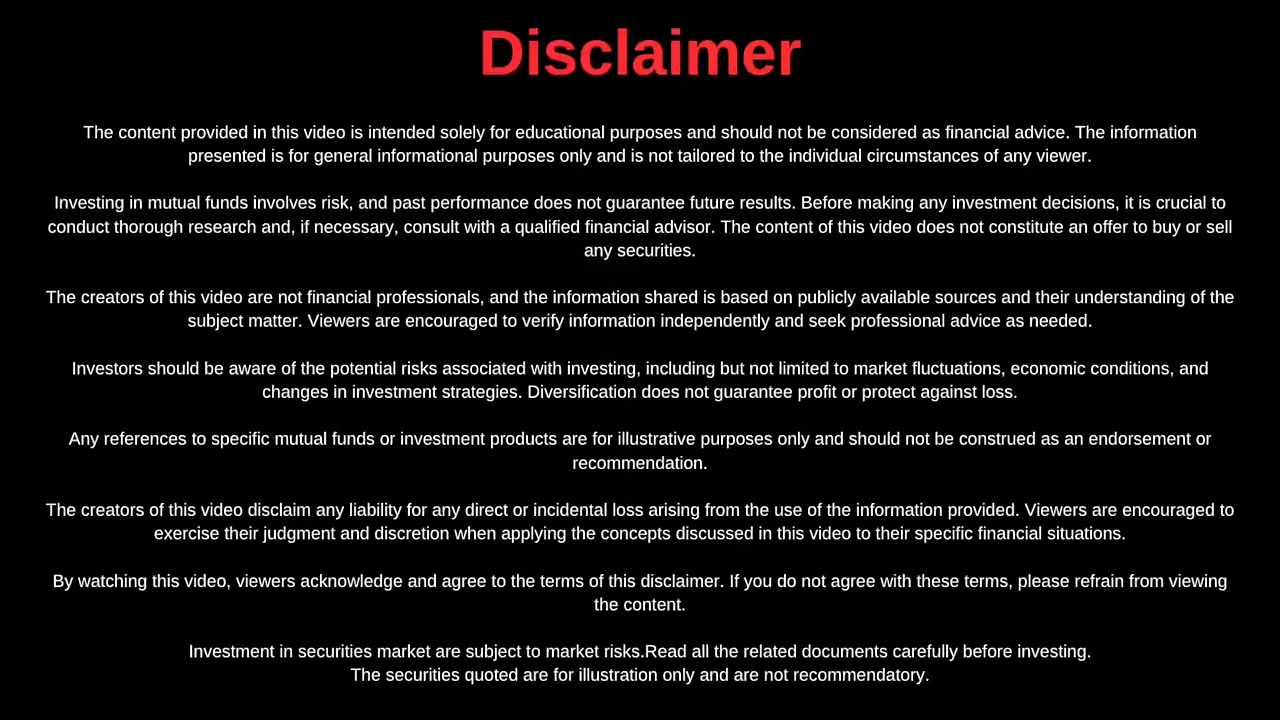 Disclaimer
The content provided in this video is intended solely for educational purposes and should not be considered as financial advice. The information
presented is for general informational purposes only and is not tailored to the individual circumstances of any viewer.
Investing in mutual funds involves risk, and past performance does not guarantee future results. Before making any investment decisions, it is crucial to
conduct thorough research and, if necessary, consult with a qualified financial advisor. The content of this video does not constitute an offer to buy or sell
any securities.
The creators of this video are not financial professionals, and the information shared is based on publicly available sources and their understanding of the
subject matter. Viewers are encouraged to verify information independently and seek professional advice as needed.
Investors should be aware of the potential risks associated with investing, including but not limited to market fluctuations, economic conditions, and
changes in investment strategies. Diversification does not guarantee profit or protect against loss.
Any references to specific mutual funds or investment products are for illustrative purposes only and should not be construed as an endorsement or
recommendation.
The creators of this video disclaim any liability for any direct or incidental loss arising from the use of the information provided. Viewers are encouraged to
exercise their judgment and discretion when applying the concepts discussed in this video to their specific financial situations.
By watching this video, viewers acknowledge and agree to the terms of this disclaimer. If you do not agree with these terms, please refrain from viewing
the content.
Investment in securities market are subject to market risks.Read all the related documents carefully before investing.
The securities quoted are for illustration only and are not recommendatory.